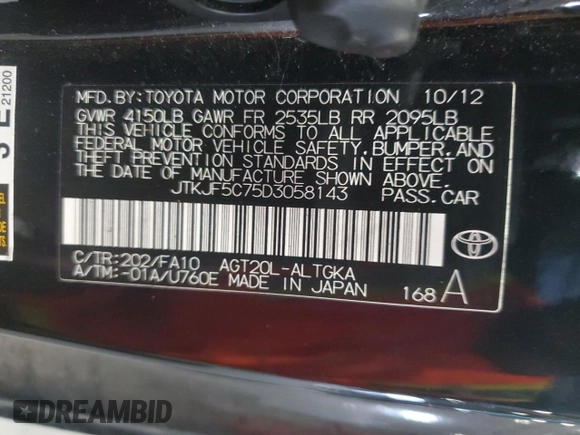 MFD.BY:TOYOTA MOTOR CORPORATION 10/12
GVWR 4150LB GAWR FR 2535LB RR 2095LB
THIS VEHICLE CONFORMS TO ALL APPLICABLE
FEDERAL MOTOR VEHICLE SAFETY,BUMPER,AND
THEFT PREVENTION STANDARDS IN EFFECT ON
THE DATE OF MANUFACTURE SHOWN ABOVE.
JTKJF5C75D3058143 PASS.CAR
C/TR:202/FA10 AGT20L-ALTGKA
A/TM:-01A/U760E MADE IN JAPAN
168A
21200
DREAMBID